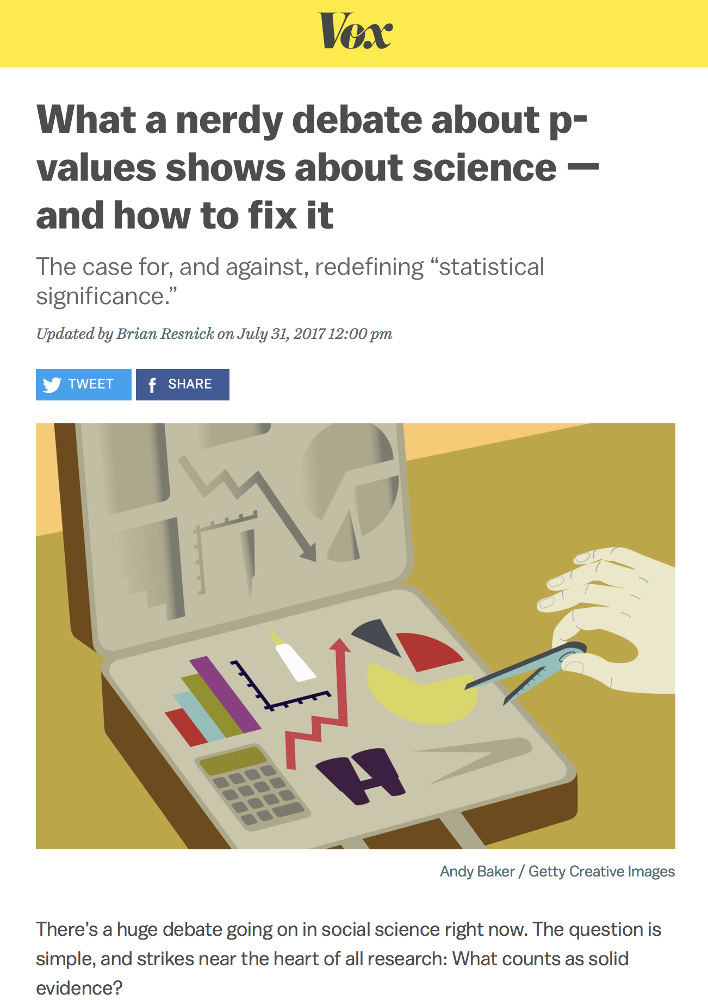 Vox
What a nerdy debate about p-
values shows about science —
and how to fix it
The case for, and against, redefining “statistical
significance.”
Updated by Brian Resnick on July 31, 2017 12:00 pm
TWEET
f SHARE
Andy Baker / Getty Creative Images
There’s a huge debate going on in social science right now. The question is
simple, and strikes near the heart of all research: What counts as solid
evidence?